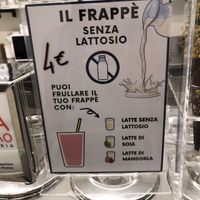 IL FRAPPÈ
SENZA
LATTOSIO
4€
PUOI
FRULLARE IL
TUO FRAPPÈ
CON:
LATTE SENZA
LATTOSIO
LATTE DI
SOIA
LATTE DI
MANDORLA